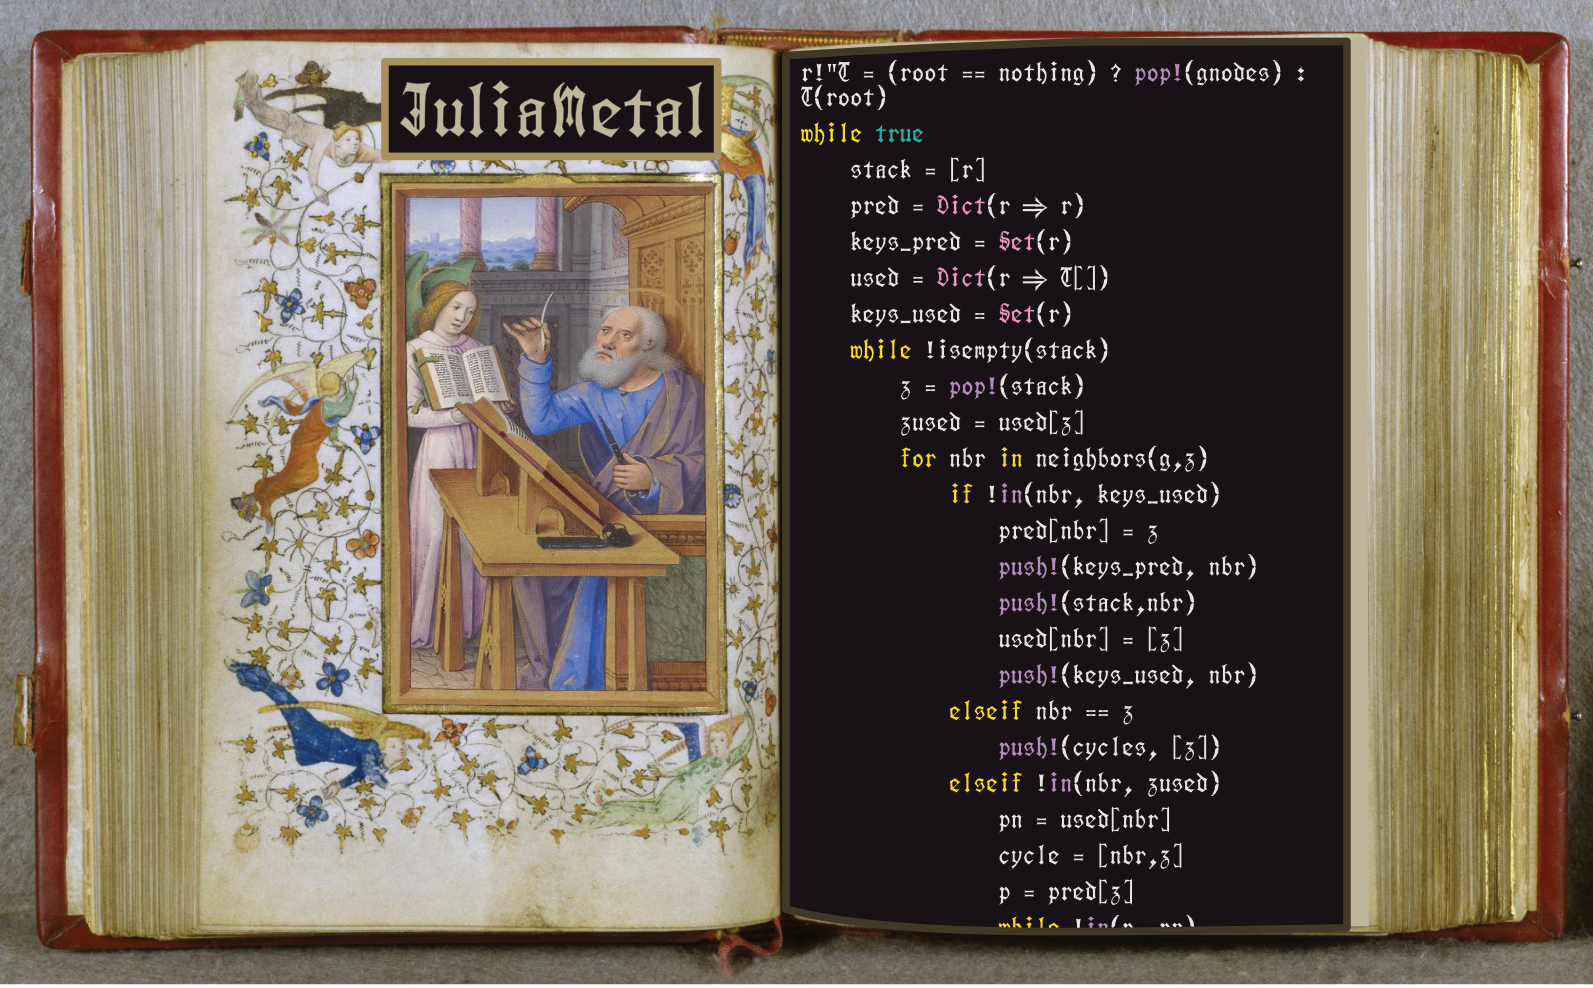 JuliaMetal
r!"T = (root == nothing) ? pop!(gnodes) :
T(root)
while true
    stack = [r]
    pred = Dict(r ⇒ r)
    keys_pred = Set(r)
    used = Dict(r ⇒ T[])
    keys_used = Set(r)
    while !isempty(stack)
        z = pop!(stack)
        zused = used[z]
        for nbr in neighbors(g,z)
            if !in(nbr, keys_used)
                pred[nbr] = z
                push!(keys_pred, nbr)
                push!(stack,nbr)
                used[nbr] = [z]
                push!(keys_used, nbr)
            elseif nbr == z
                push!(cycles, [z])
            elseif !in(nbr, zused)
                pn = used[nbr]
                cycle = [nbr,z]
                p = pred[z]
                while !in(p, pn)